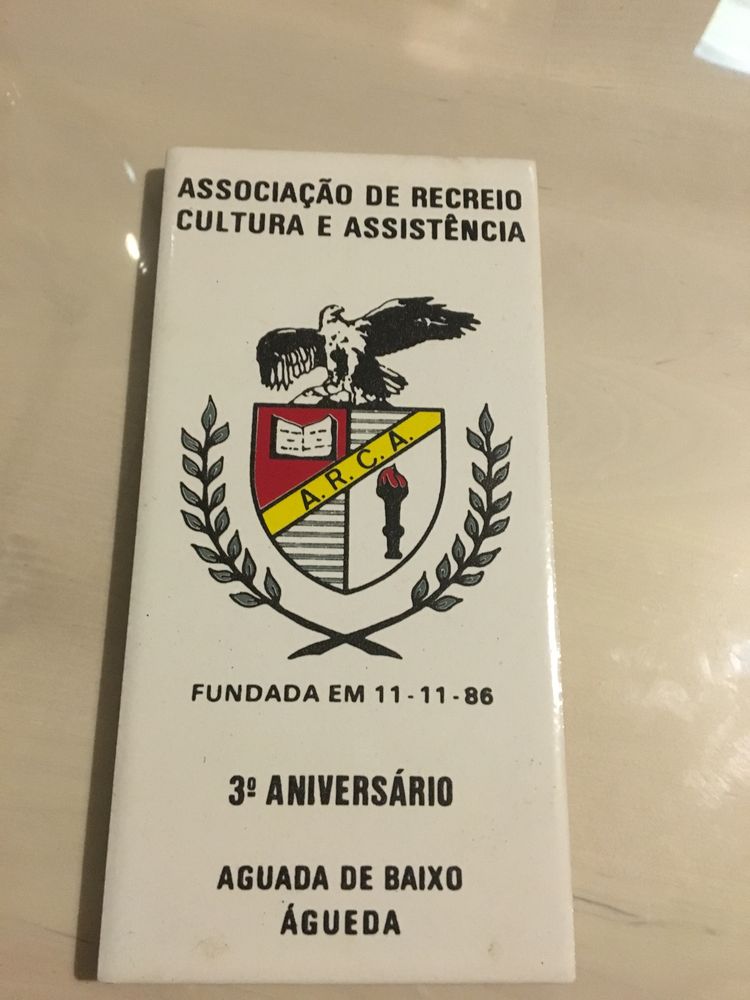 ASSOCIAÇÃO DE RECREIO
CULTURA E ASSISTÊNCIA
A. R. C. A.
FUNDADA EM 11-11-86
3º ANIVERSÁRIO
AGUADA DE BAIXO
ÁGUEDA